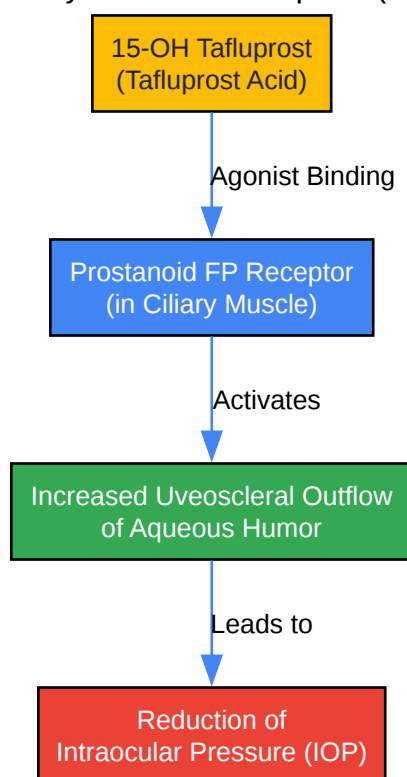 15-OH Tafluprost
(Tafluprost Acid)
Agonist Binding
Prostanoid FP Receptor
(in Ciliary Muscle)
Activates
Increased Uveoscleral Outflow
of Aqueous Humor
Leads to
Reduction of
Intraocular Pressure (IOP)